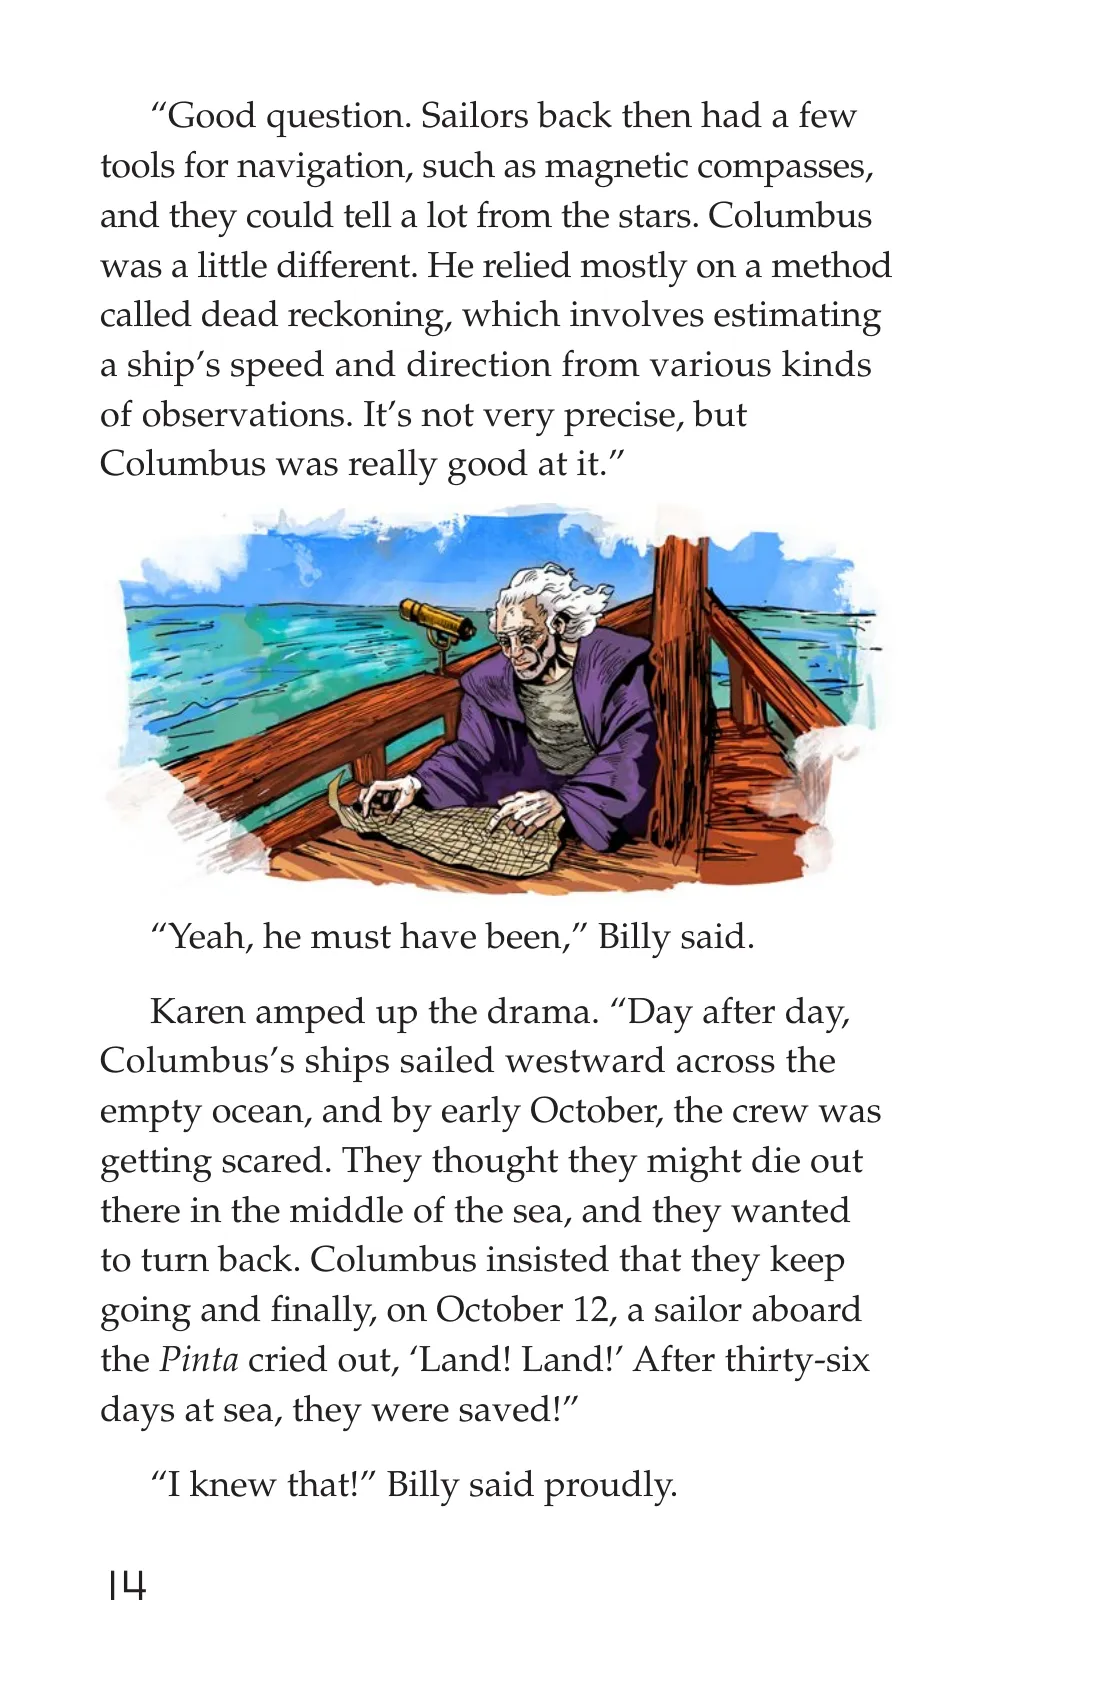 “Good question. Sailors back then had a few
tools for navigation, such as magnetic compasses,
and they could tell a lot from the stars. Columbus
was a little different. He relied mostly on a method
called dead reckoning, which involves estimating
a ship’s speed and direction from various kinds
of observations. It’s not very precise, but
Columbus was really good at it.”
“Yeah, he must have been,” Billy said.
Karen amped up the drama. “Day after day,
Columbus’s ships sailed westward across the
empty ocean, and by early October, the crew was
getting scared. They thought they might die out
there in the middle of the sea, and they wanted
to turn back. Columbus insisted that they keep
going and finally, on October 12, a sailor aboard
the Pinta cried out, ‘Land! Land!’ After thirty-six
days at sea, they were saved!”
“I knew that!” Billy said proudly.
14